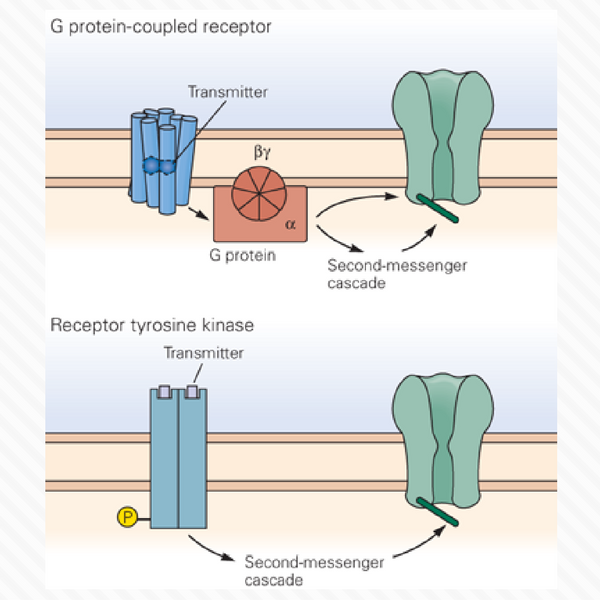 G protein-coupled receptor
Transmitter
βγ
α
G protein
Second-messenger
cascade
Receptor tyrosine kinase
Transmitter
P
Second-messenger
cascade